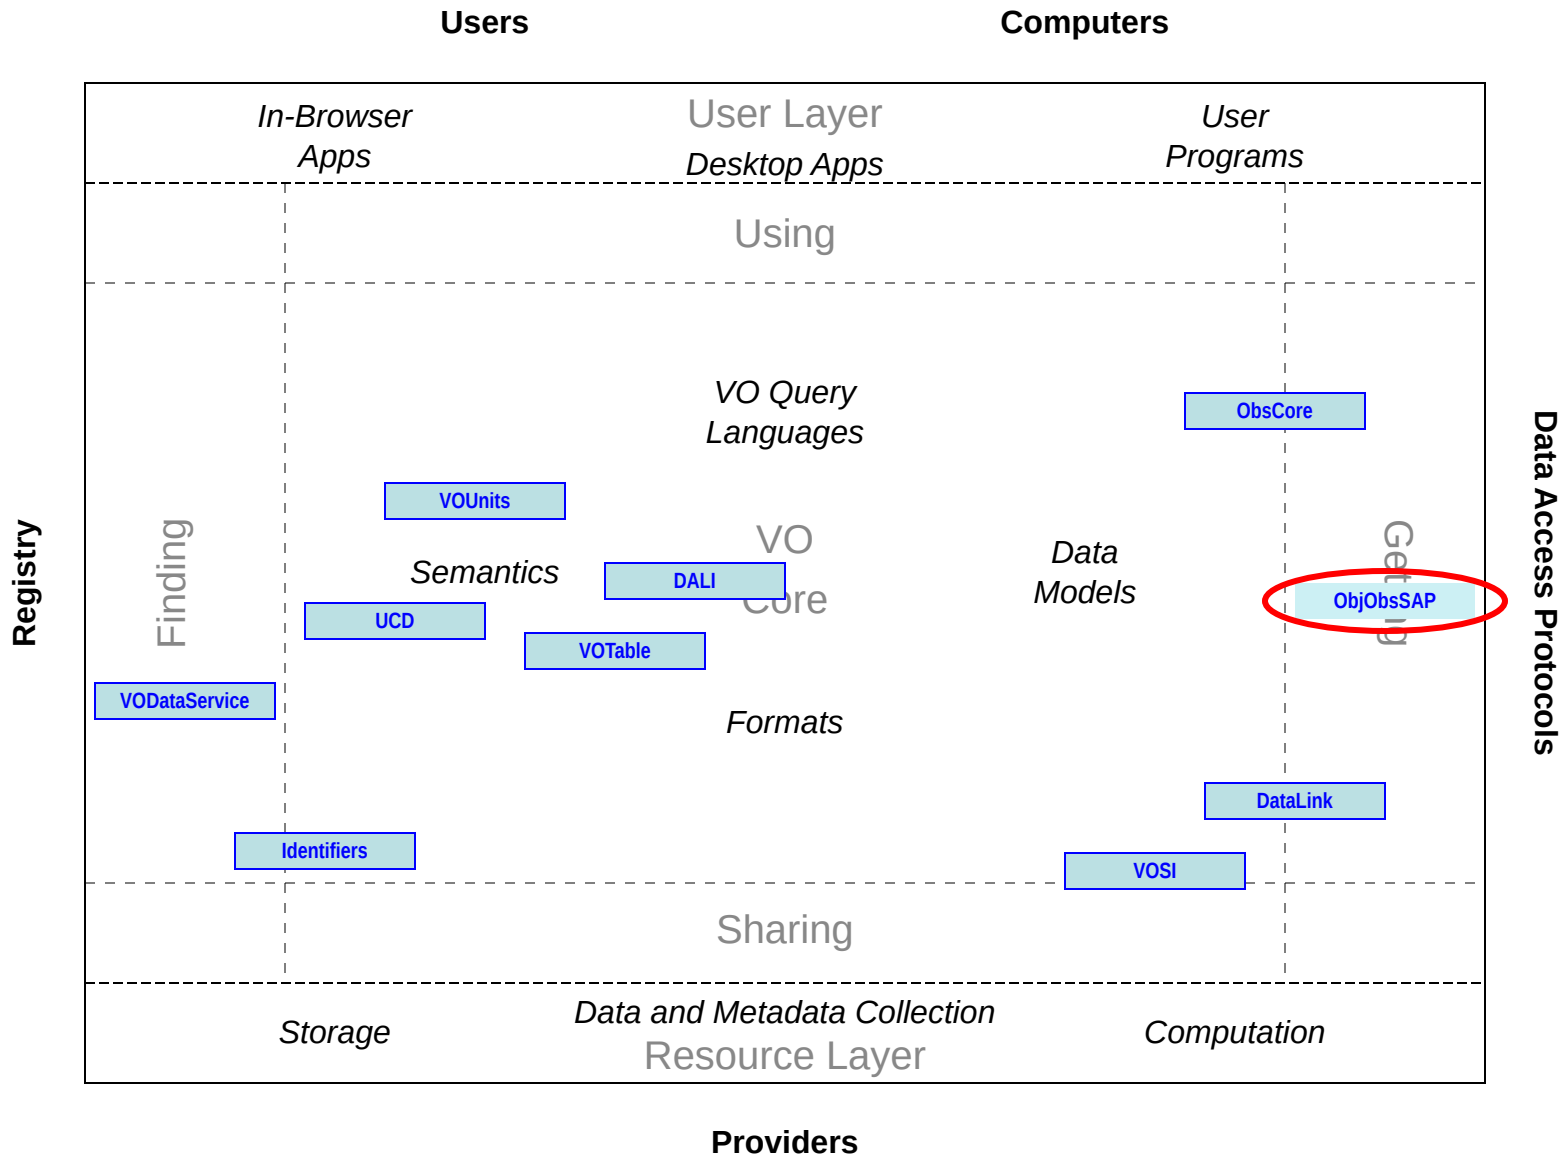 Users
Computers
In-Browser
Apps
User Layer
Desktop Apps
User
Programs
Using
VO Query
Languages
ObsCore
VOUnits
Registry
Finding
Semantics
VO
Core
DALI
Data
Models
Getting
ObjObsSAP
Data Access Protocols
UCD
VOTable
VODataService
Formats
DataLink
Identifiers
VOSI
Sharing
Storage
Data and Metadata Collection
Resource Layer
Computation
Providers